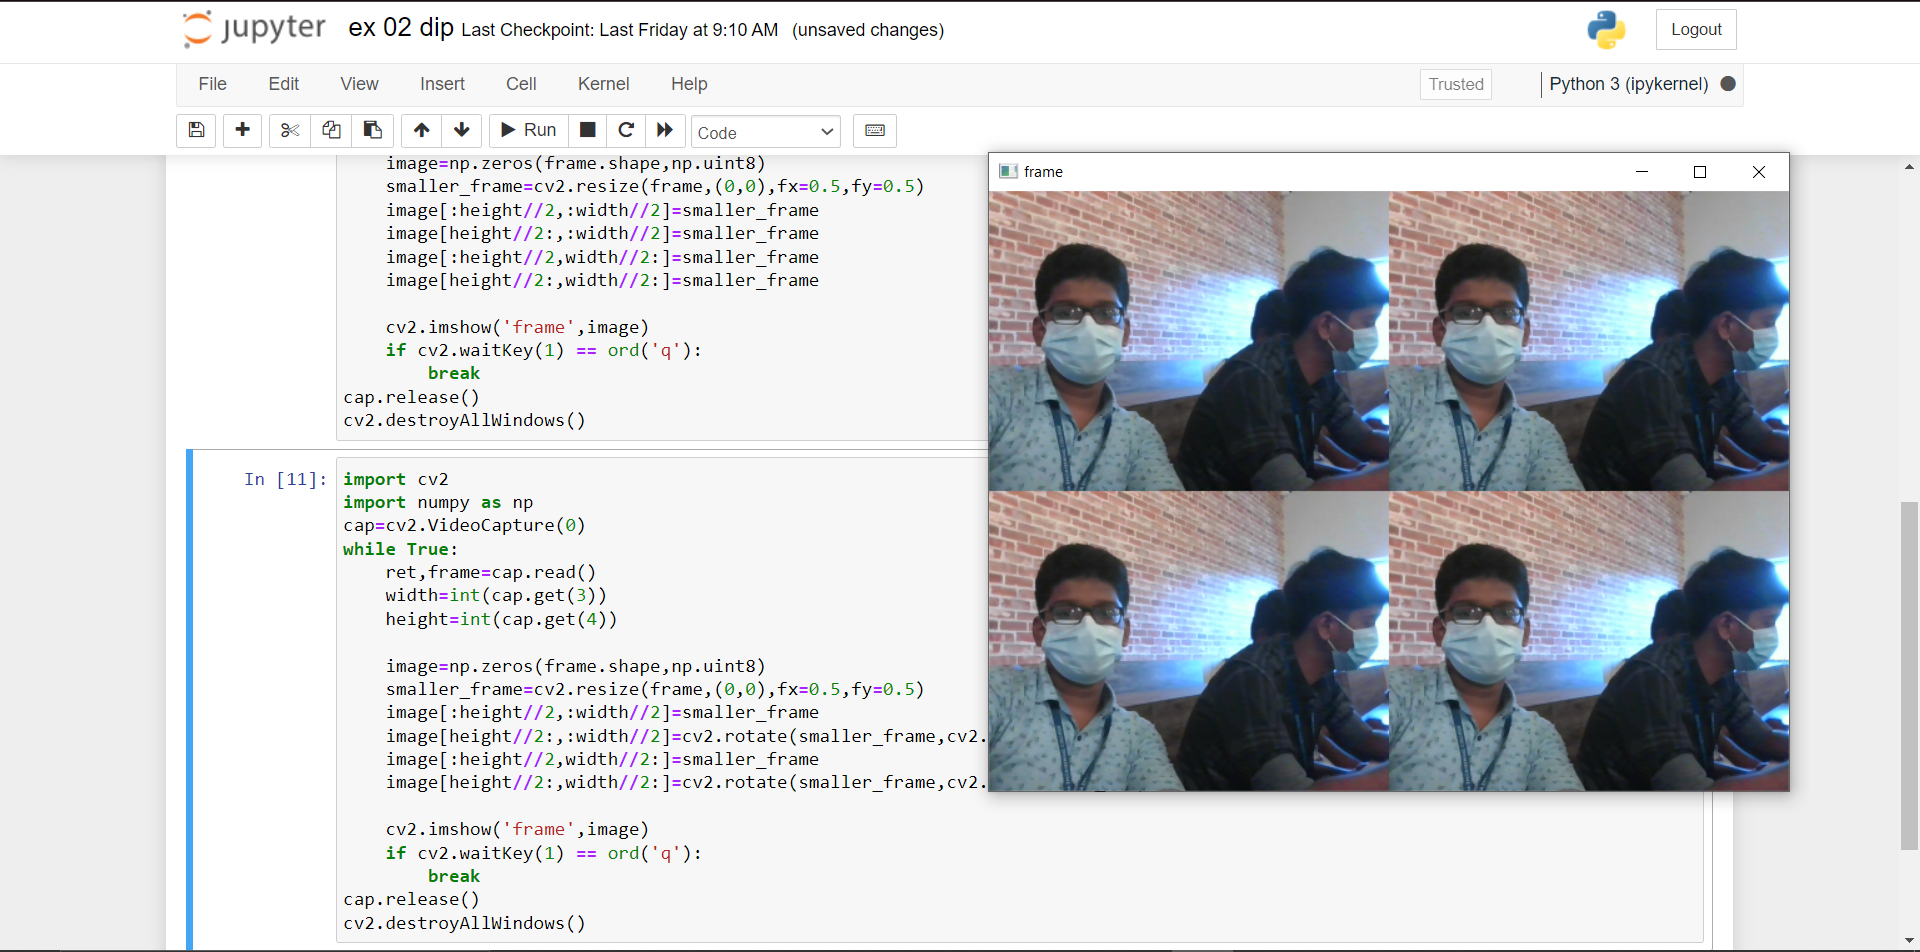 jupyter ex 02 dip Last Checkpoint: Last Friday at 9:10 AM (unsaved changes) Logout
File Edit View Insert Cell Kernel Help Trusted Python 3 (ipykernel)
Run Code
image=np.zeros(frame.shape,np.uint8)
smaller_frame=cv2.resize(frame,(0,0),fx=0.5,fy=0.5)
image[:height//2,:width//2]=smaller_frame
image[height//2:,:width//2]=smaller_frame
image[:height//2,width//2:]=smaller_frame
image[height//2:,width//2:]=smaller_frame
cv2.imshow('frame',image)
if cv2.waitKey(1) == ord('q'):
break
cap.release()
cv2.destroyAllWindows()
frame
In [11]:
import cv2
import numpy as np
cap=cv2.VideoCapture(0)
while True:
ret,frame=cap.read()
width=int(cap.get(3))
height=int(cap.get(4))
image=np.zeros(frame.shape,np.uint8)
smaller_frame=cv2.resize(frame,(0,0),fx=0.5,fy=0.5)
image[:height//2,:width//2]=smaller_frame
image[height//2:,:width//2]=cv2.rotate(smaller_frame,cv2.
image[:height//2,width//2:]=smaller_frame
image[height//2:,width//2:]=cv2.rotate(smaller_frame,cv2.
cv2.imshow('frame',image)
if cv2.waitKey(1) == ord('q'):
break
cap.release()
cv2.destroyAllWindows()